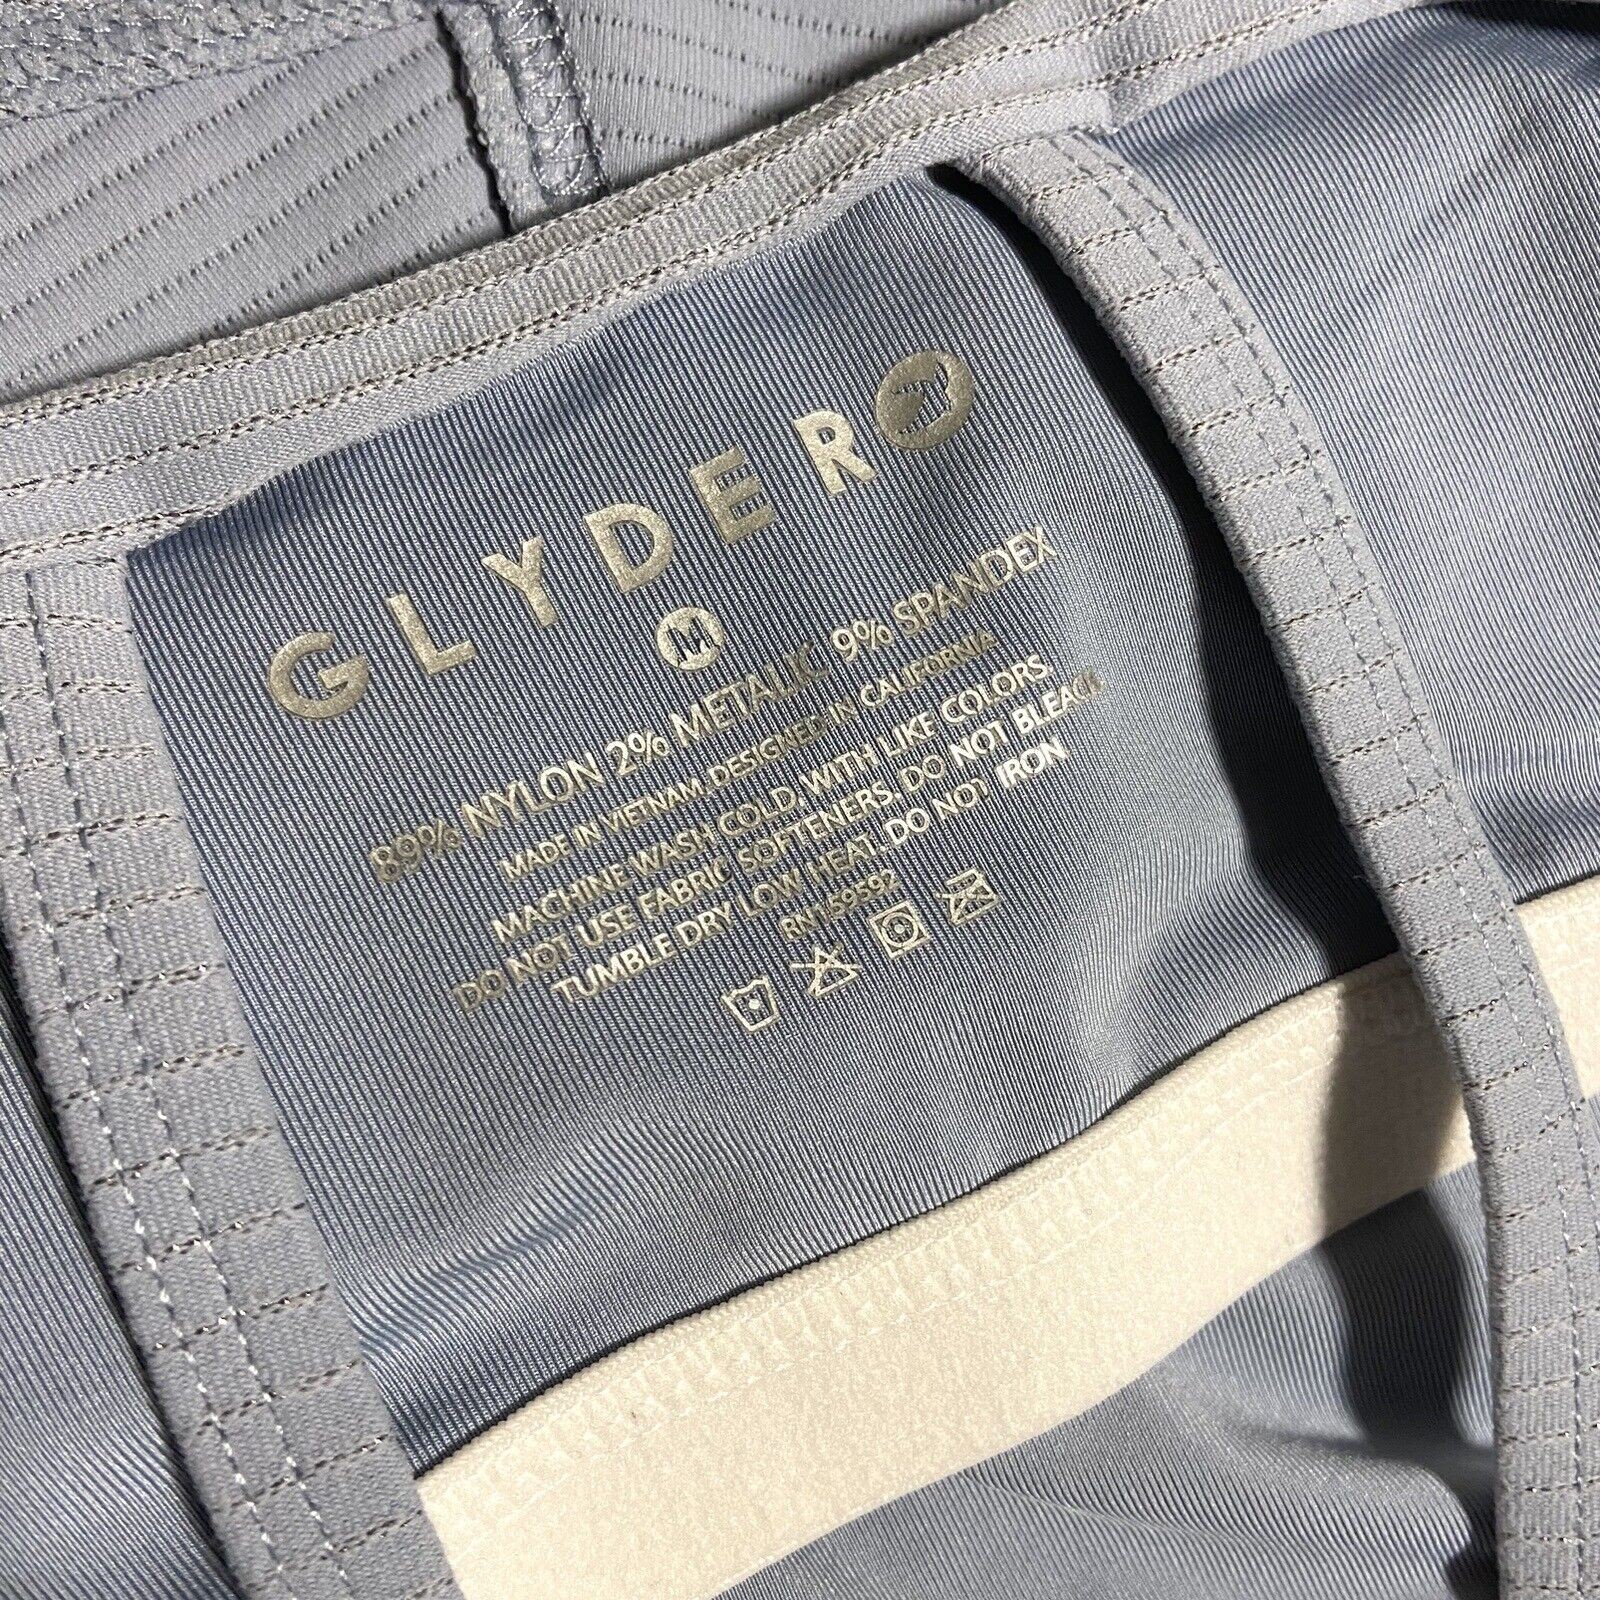 GLYDER
M
89% NYLON 2% METALIC 9% SPANDEX
MADE IN VIETNAM. DESIGNED IN CALIFORNIA
MACHINE WASH COLD. WITH LIKE COLORS.
DO NOT USE FABRIC SOFTENERS. DO NOT BLEACH
TUMBLE DRY LOW HEAT. DO NOT IRON.
RN159592